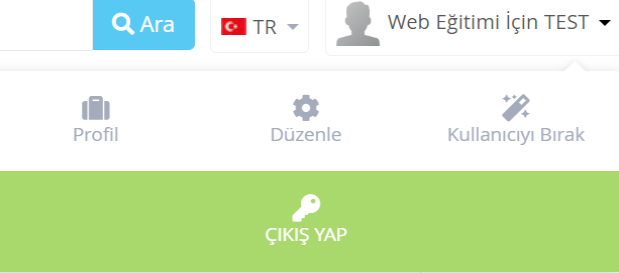 Ara
TR
Web Eğitimi İçin TEST
Profil
Düzenle
Kullanıcıyı Bırak
ÇIKIŞ YAP